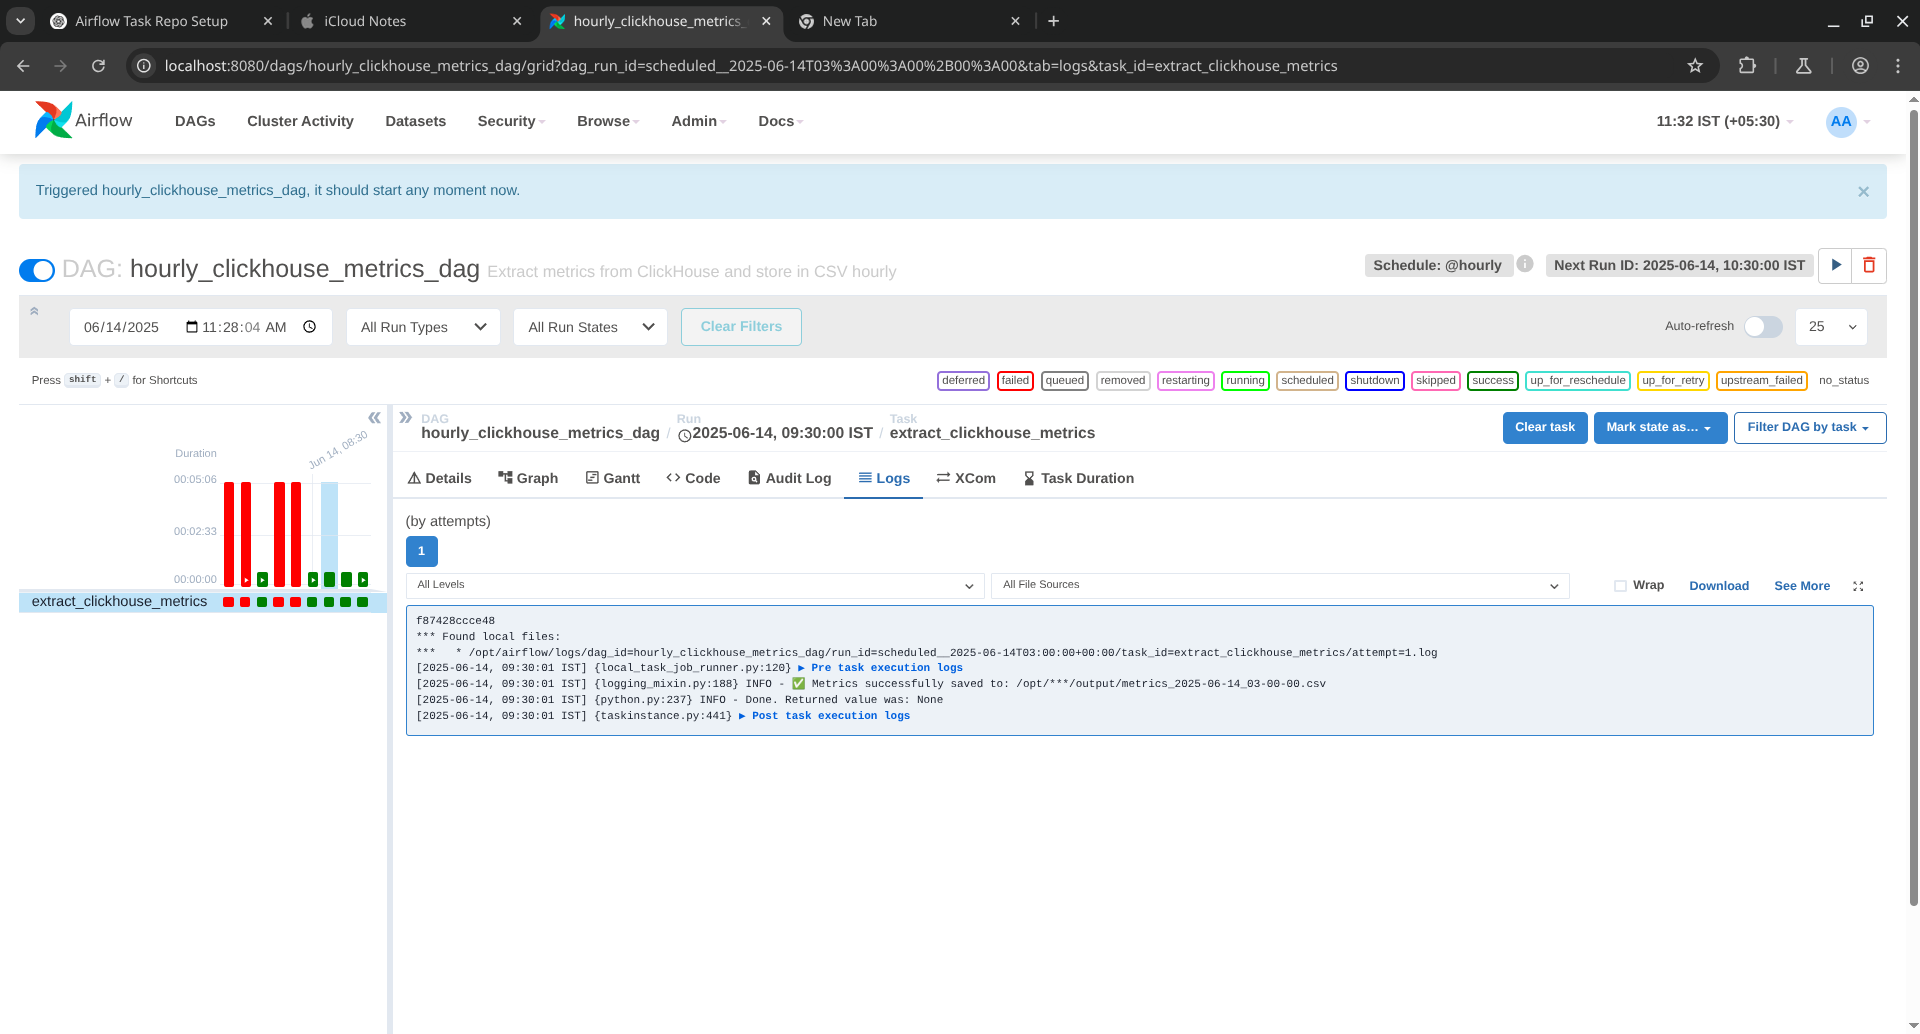 Airflow Task Repo Setup
iCloud Notes
hourly_clickhouse_metrics_
New Tab
localhost:8080/dags/hourly_clickhouse_metrics_dag/grid?dag_run_id=scheduled__2025-06-14T03%3A00%3A00%2B00%3A00&tab=logs&task_id=extract_clickhouse_metrics
Airflow
DAGs
Cluster Activity
Datasets
Security
Browse
Admin
Docs
11:32 IST (+05:30)
AA
Triggered hourly_clickhouse_metrics_dag, it should start any moment now.
×
DAG: hourly_clickhouse_metrics_dag Extract metrics from ClickHouse and store in CSV hourly
Schedule: @hourly
Next Run ID: 2025-06-14, 10:30:00 IST
06/14/2025 11:28:04 AM
All Run Types
All Run States
Clear Filters
Auto-refresh
25
Press shift + / for Shortcuts
deferred
failed
queued
removed
restarting
running
scheduled
shutdown
skipped
success
up_for_reschedule
up_for_retry
upstream_failed
no_status
Duration
Jun 14, 08:30
00:05:06
00:02:33
00:00:00
extract_clickhouse_metrics
DAG
hourly_clickhouse_metrics_dag
/
Run
2025-06-14, 09:30:00 IST
/
Task
extract_clickhouse_metrics
Clear task
Mark state as...
Filter DAG by task
Details
Graph
Gantt
Code
Audit Log
Logs
XCom
Task Duration
(by attempts)
1
All Levels
All File Sources
Wrap
Download
See More
f87428ccce48
*** Found local files:
***   * /opt/airflow/logs/dag_id=hourly_clickhouse_metrics_dag/run_id=scheduled__2025-06-14T03:00:00+00:00/task_id=extract_clickhouse_metrics/attempt=1.log
[2025-06-14, 09:30:01 IST] {local_task_job_runner.py:120} ▶ Pre task execution logs
[2025-06-14, 09:30:01 IST] {logging_mixin.py:188} INFO - ✅ Metrics successfully saved to: /opt/***/output/metrics_2025-06-14_03-00-00.csv
[2025-06-14, 09:30:01 IST] {python.py:237} INFO - Done. Returned value was: None
[2025-06-14, 09:30:01 IST] {taskinstance.py:441} ▶ Post task execution logs